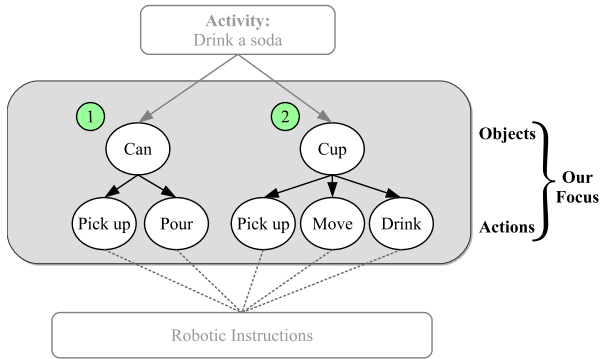 Activity:
Drink a soda
1
2
Can
Cup
Objects
Our
Focus
Pick up
Pour
Pick up
Move
Drink
Actions
Robotic Instructions